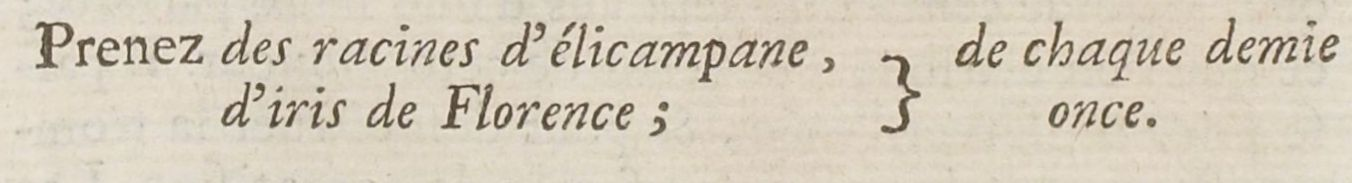 Prenez des racines d'élicampane, } de chaque demie
d'iris de Florence ; } once.